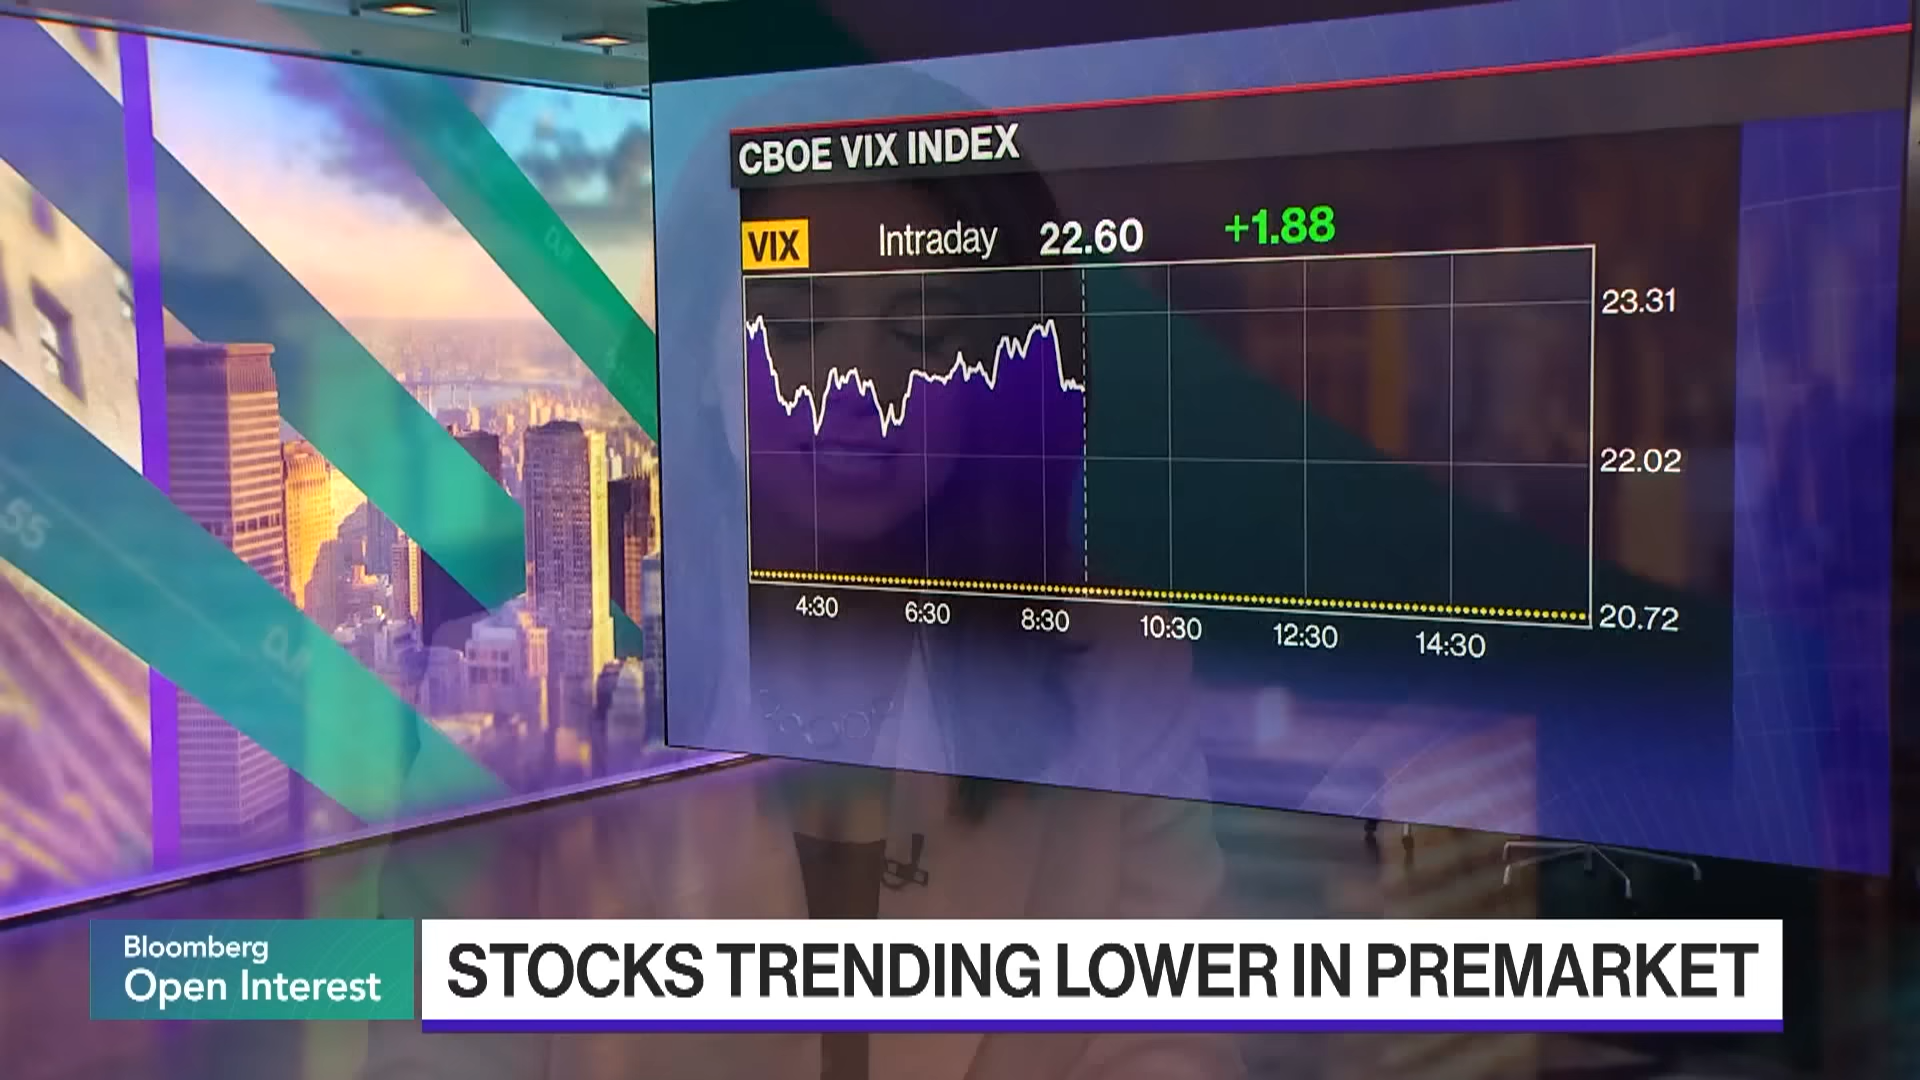 CBOE VIX INDEX
VIX Intraday 22.60 +1.88
23.31
22.02
20.72
4:30 6:30 8:30 10:30 12:30 14:30
.55
Bloomberg
Open Interest
STOCKS TRENDING LOWER IN PREMARKET